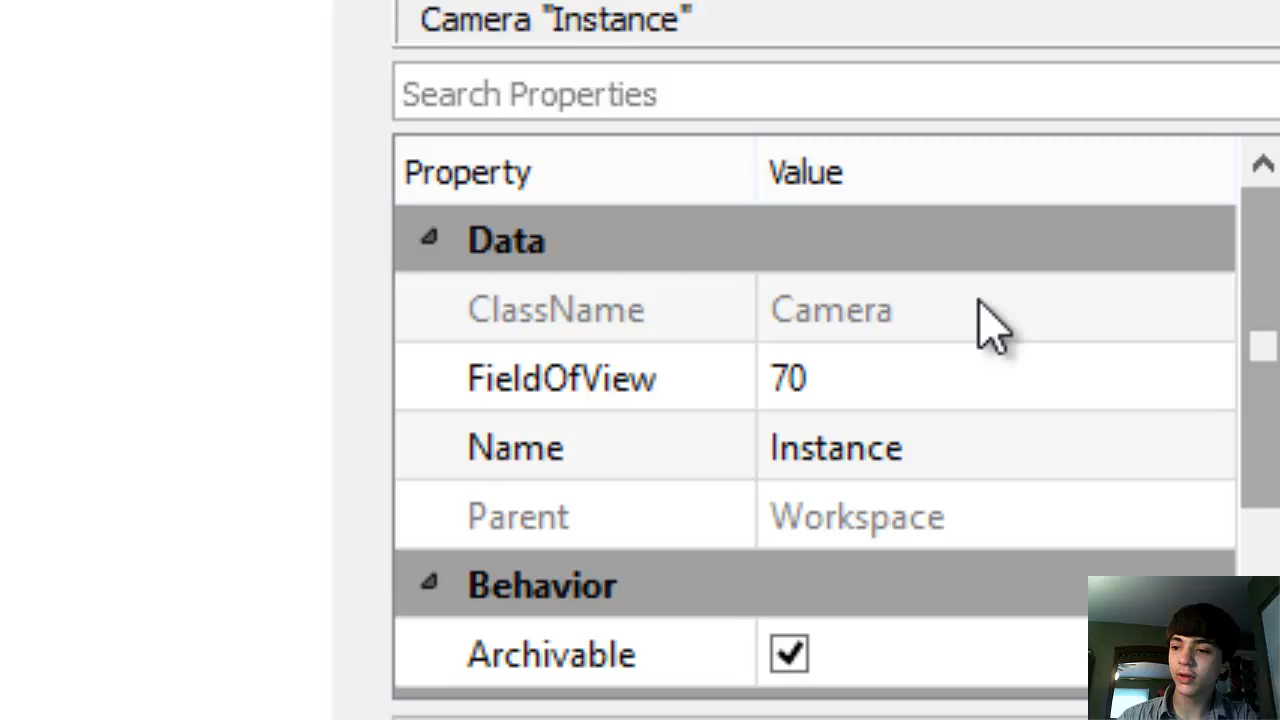 Camera "Instance"
Search Properties
Property Value
Data
ClassName Camera
FieldOfView 70
Name Instance
Parent Workspace
Behavior
Archivable